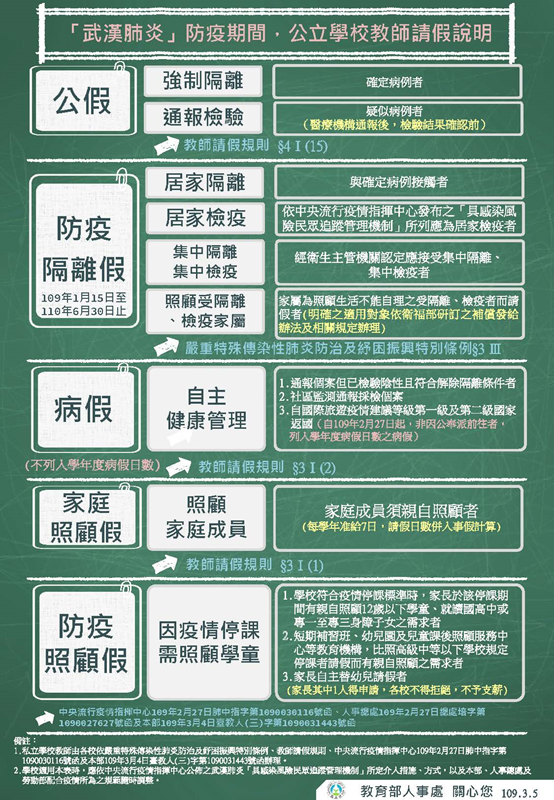 「武漢肺炎」防疫期間，公立學校教師請假說明
公假
強制隔離
確定病例者
通報檢驗
疑似病例者
（醫療機構通報後，檢驗結果確認前）
教師請假規則 §4 I (15)
防疫
隔離假
109年1月15日至
110年6月30日止
居家隔離
與確定病例接觸者
居家檢疫
依中央流行疫情指揮中心發布之「具感染風
險民眾追蹤管理機制」所列應為居家檢疫者
集中隔離
集中檢疫
經衛生主管機關認定應接受集中隔離、
集中檢疫者
照顧受隔離
、檢疫家屬
家屬為照顧生活不能自理之受隔離、檢疫者而請
假者(明確之適用對象依衛福部研訂之補償發給
辦法及相關規定辦理)
嚴重特殊傳染性肺炎防治及紓困振興特別條例§3 III
病假
(不列入學年度病假日數)
自主
健康管理
1.通報個案但已檢驗陰性且符合解除隔離條件者
2.社區監測通報採檢個案
3.自國際旅遊疫情建議等級第一級及第二級國家
返國（自109年2月27日起，非因公奉派前往者，
列入學年度病假日數之病假）
教師請假規則 §3 I (2)
家庭
照顧假
照顧
家庭成員
家庭成員須親自照顧者
(每學年准給7日，請假日數併入事假計算)
教師請假規則 §3 I (1)
防疫
照顧假
因疫情停課
需照顧學童
1.學校符合疫情停課標準時，家長於該停課期
間有親自照顧12歲以下學童、就讀國高中或
專一至專三身障子女之需求者
2.短期補習班、幼兒園及兒童課後照顧服務中
心等教育機構，比照高級中等以下學校規定
停課者請假而有親自照顧之需求者
3.家長自主替幼兒請假者
(家長其中1人得申請，各校不得拒絕，不予支薪)
中央流行疫情指揮中心109年2月27日肺中指字第1090030116號函、人事總處109年2月27日總處培字第
1090027627號函及本部109年3月4日臺教人(三)字第1090031443號函
備註：
1.私立學校教師由各校依嚴重特殊傳染性肺炎防治及紓困振興特別條例、教師請假規則、中央流行疫情指揮中心109年2月27日肺中指字第
1090030116號函及本部109年3月4日臺教人(三)字第1090031443號函辦理。
2.學校適用本表時，應依中央流行疫情指揮中心公佈之武漢肺炎「具感染風險民眾追蹤管理機制」所定介入措施、方式，以及本部、人事總處及
勞動部配合疫情所為之規範隨時調整。
教育部人事處 關心您 109.3.5